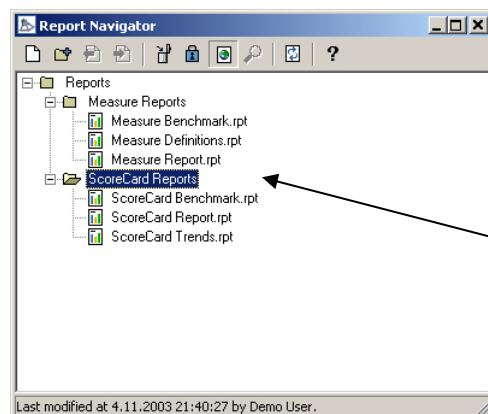 Report Navigator
?
Reports
Measure Reports
Measure Benchmark.rpt
Measure Definitions.rpt
Measure Report.rpt
ScoreCard Reports
ScoreCard Benchmark.rpt
ScoreCard Report.rpt
ScoreCard Trends.rpt
Last modified at 4.11.2003 21:40:27 by Demo User.